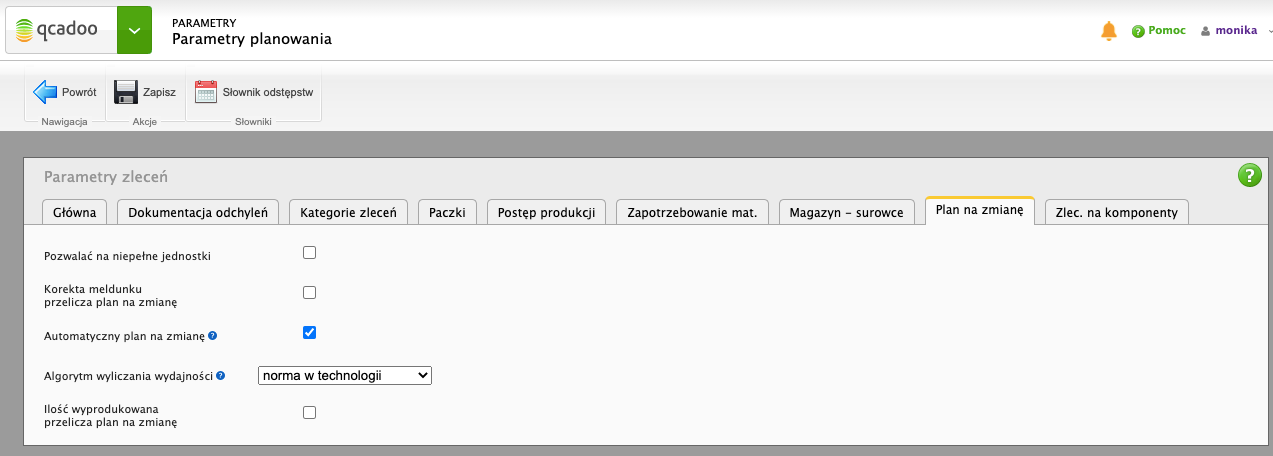 qcadoo
PARAMETRY
Parametry planowania
Pomoc
monika
Powrót
Zapisz
Słownik odstępstw
Nawigacja
Akcje
Słowniki
Parametry zleceń
Główna
Dokumentacja odchyleń
Kategorie zleceń
Paczki
Postęp produkcji
Zapotrzebowanie mat.
Magazyn - surowce
Plan na zmianę
Zlec. na komponenty
Pozwalać na niepełne jednostki
Korekta meldunku
przelicza plan na zmianę
Automatyczny plan na zmianę
Algorytm wyliczania wydajności
norma w technologii
Ilość wyprodukowana
przelicza plan na zmianę